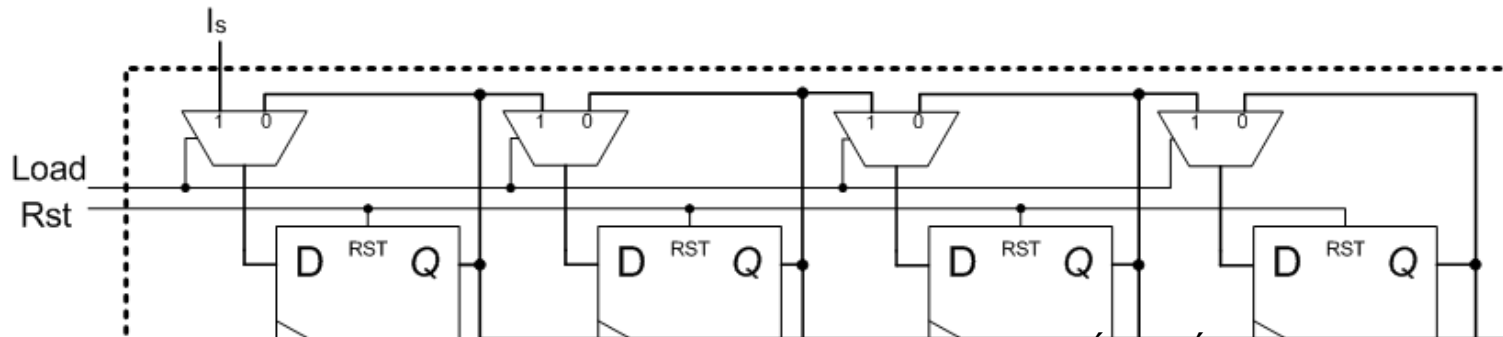 Is
1 0 1 0 1 0 1 0
Load
Rst
RST RST RST RST
D Q D Q D Q D Q